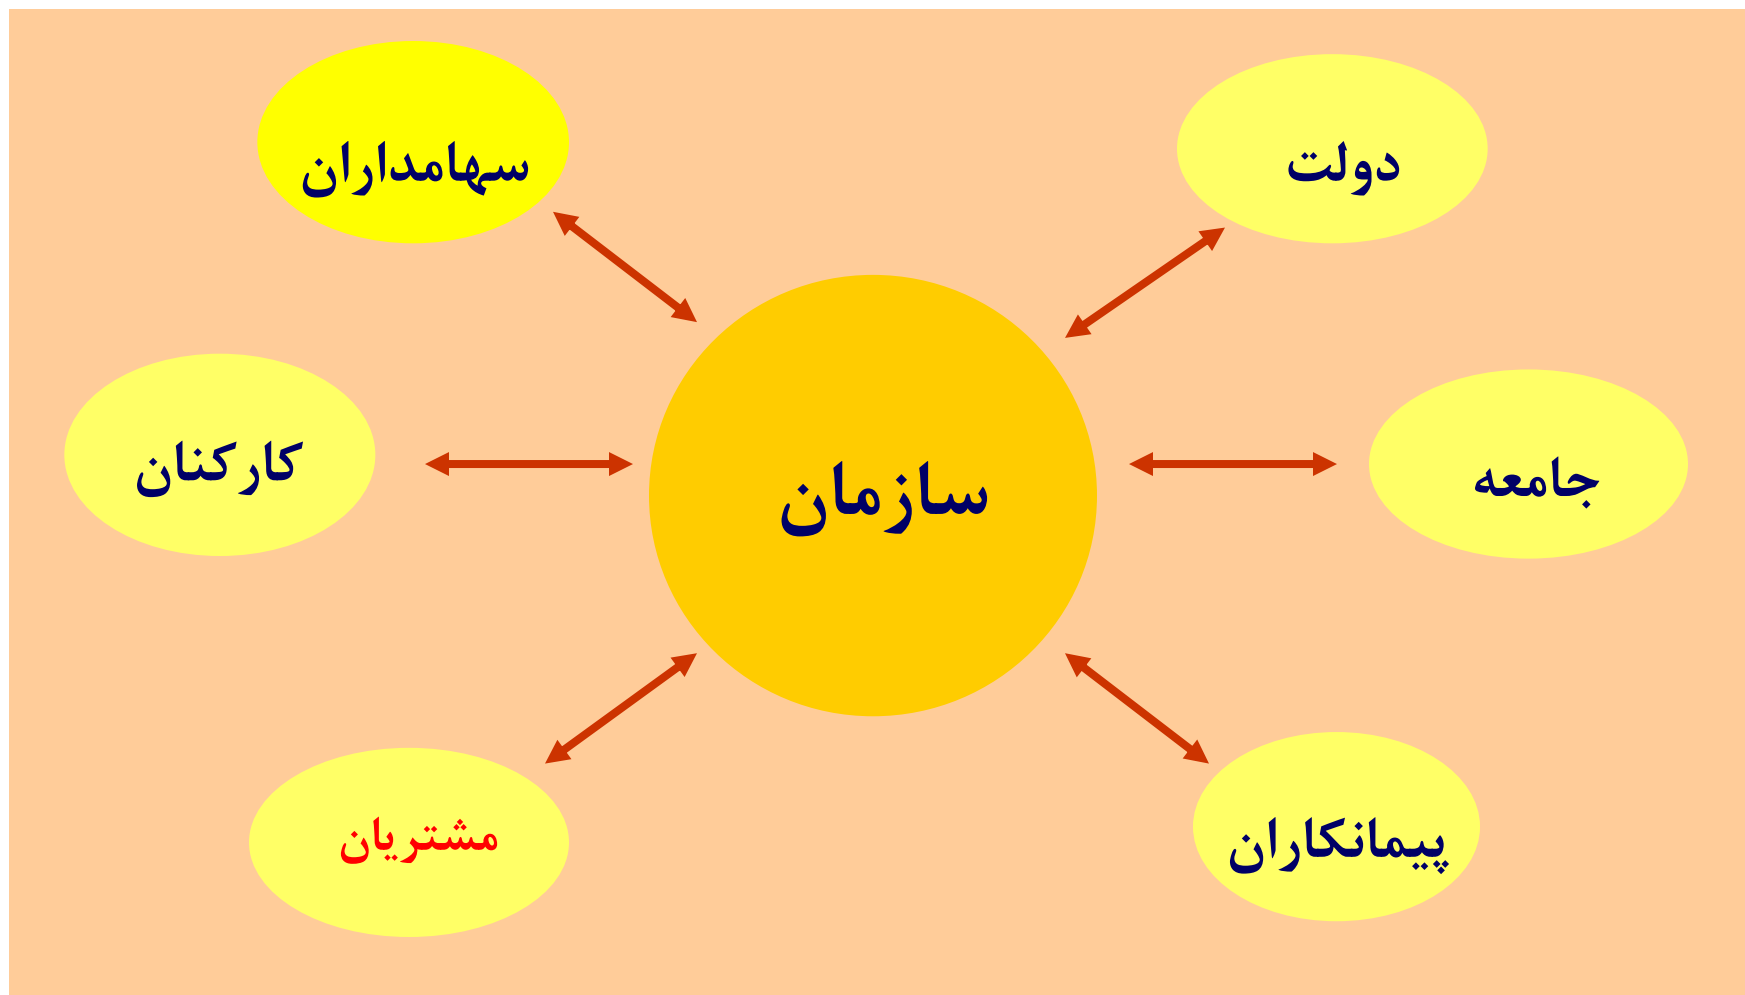 دولت
سهامداران
جامعه
سازمان
کارکنان
پیمانکاران
مشتریان